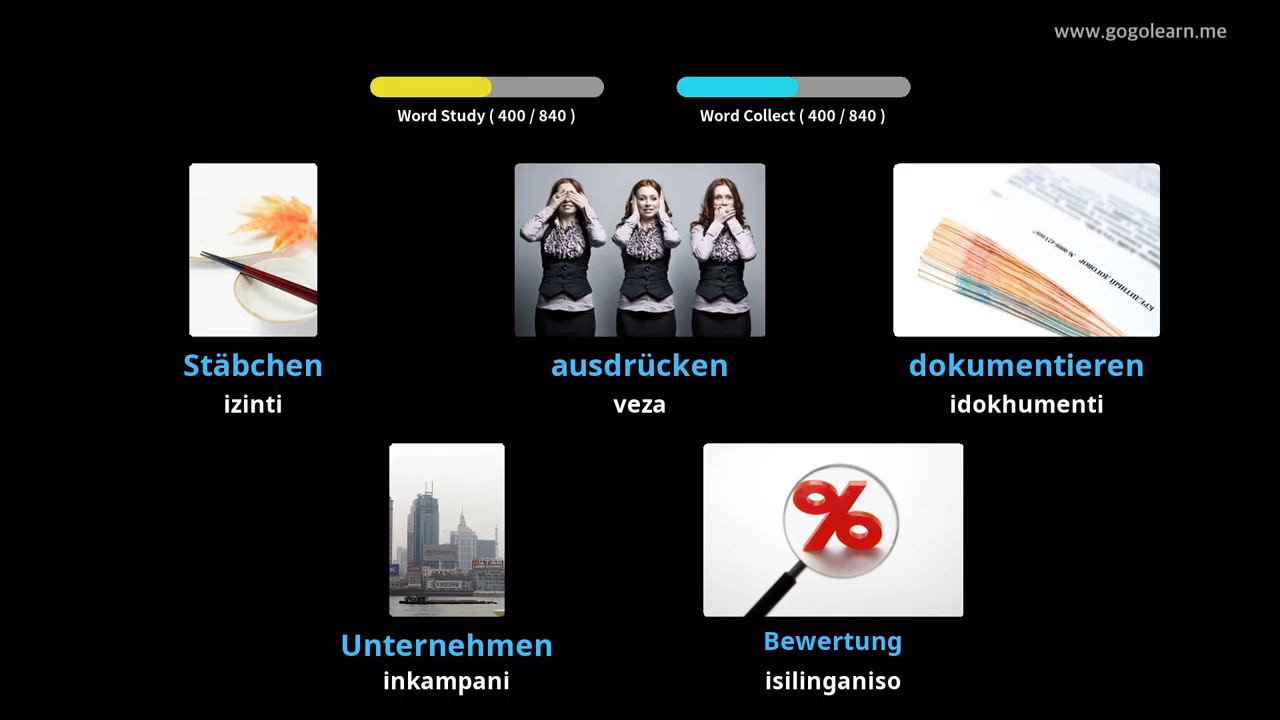 www.gogolearn.me
Word Study ( 400 / 840 )
Word Collect ( 400 / 840 )
Stäbchen
ausdrücken
dokumentieren
izinti
veza
idokhumenti
TOYOTA
Unternehmen
Bewertung
inkampani
isilinganiso